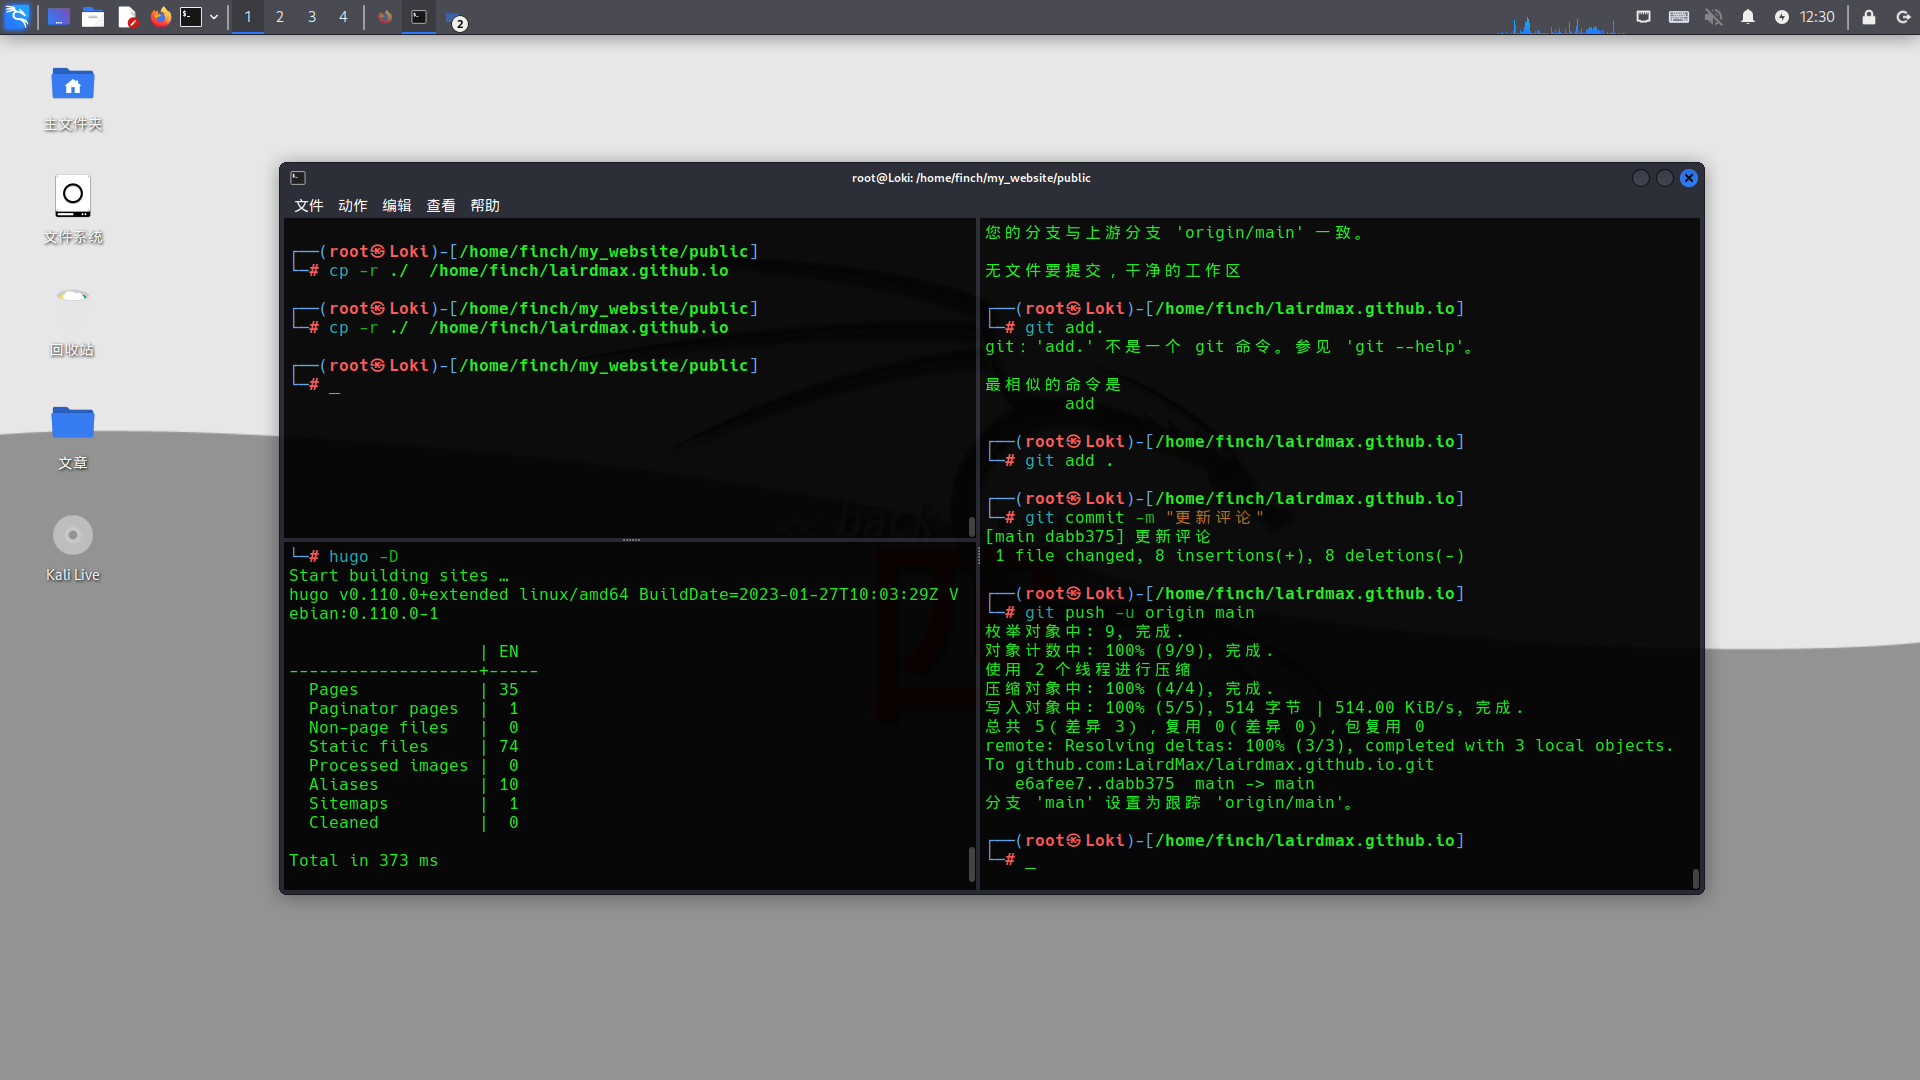 1 2 3 4
2
12:30
主文件夹
文件系统
回收站
文章
Kali Live
root@Loki: /home/finch/my_website/public
文件 动作 编辑 查看 帮助
┌──(root㉿Loki)-[/home/finch/my_website/public]
└─# cp -r ./  /home/finch/lairdmax.github.io
┌──(root㉿Loki)-[/home/finch/my_website/public]
└─# cp -r ./  /home/finch/lairdmax.github.io
┌──(root㉿Loki)-[/home/finch/my_website/public]
└─# _
└─# hugo -D
Start building sites …
hugo v0.110.0+extended linux/amd64 BuildDate=2023-01-27T10:03:29Z V
ebian:0.110.0-1
| EN
-------------------+-----
Pages | 35
Paginator pages | 1
Non-page files | 0
Static files | 74
Processed images | 0
Aliases | 10
Sitemaps | 1
Cleaned | 0
Total in 373 ms
您的分支与上游分支 'origin/main' 一致。
无文件要提交，干净的工作区
┌──(root㉿Loki)-[/home/finch/lairdmax.github.io]
└─# git add.
git：'add.' 不是一个 git 命令。参见 'git --help'。
最相似的命令是
add
┌──(root㉿Loki)-[/home/finch/lairdmax.github.io]
└─# git add .
┌──(root㉿Loki)-[/home/finch/lairdmax.github.io]
└─# git commit -m "更新评论"
[main dabb375] 更新评论
1 file changed, 8 insertions(+), 8 deletions(-)
┌──(root㉿Loki)-[/home/finch/lairdmax.github.io]
└─# git push -u origin main
枚举对象中: 9, 完成.
对象计数中: 100% (9/9), 完成.
使用 2 个线程进行压缩
压缩对象中: 100% (4/4), 完成.
写入对象中: 100% (5/5), 514 字节 | 514.00 KiB/s, 完成.
总共 5（差异 3），复用 0（差异 0），包复用 0
remote: Resolving deltas: 100% (3/3), completed with 3 local objects.
To github.com:LairdMax/lairdmax.github.io.git
e6afee7..dabb375  main -> main
分支 'main' 设置为跟踪 'origin/main'。
┌──(root㉿Loki)-[/home/finch/lairdmax.github.io]
└─# _
<< back